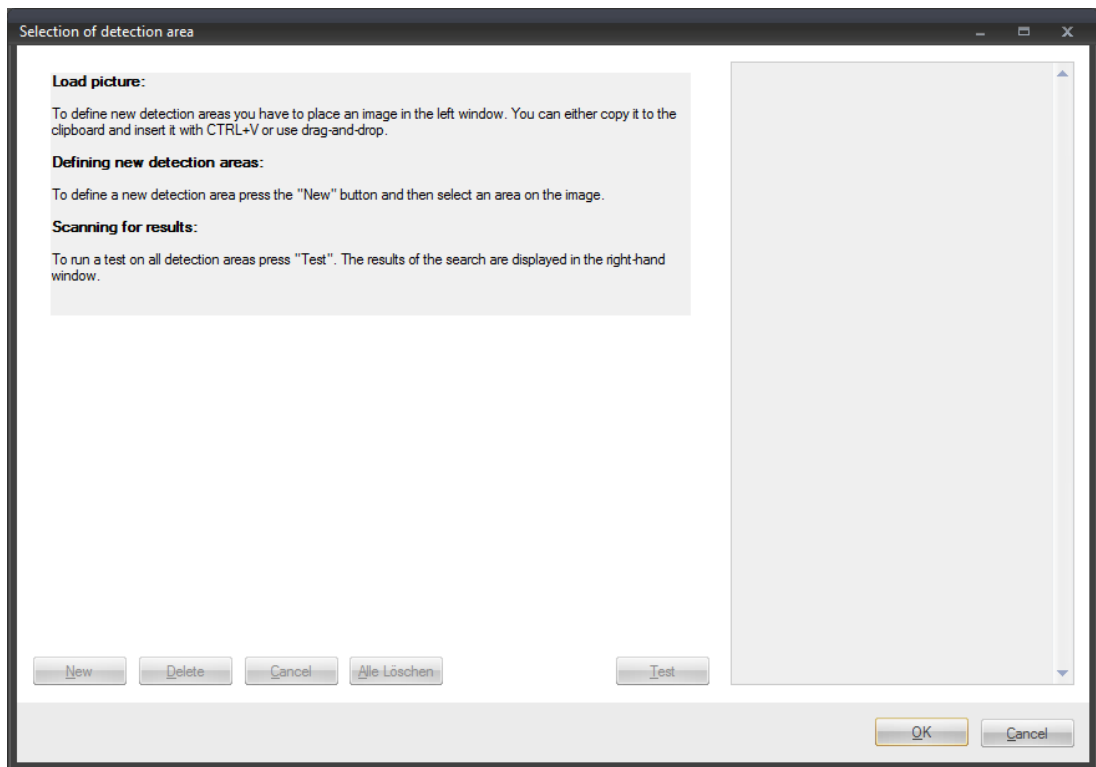 Selection of detection area
Load picture:
To define new detection areas you have to place an image in the left window. You can either copy it to the
clipboard and insert it with CTRL+V or use drag-and-drop.
Defining new detection areas:
To define a new detection area press the "New" button and then select an area on the image.
Scanning for results:
To run a test on all detection areas press "Test". The results of the search are displayed in the right-hand
window.
New Delete Cancel Alle Löschen Test
OK Cancel